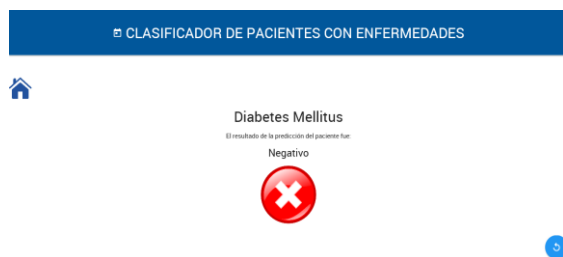 CLASIFICADOR DE PACIENTES CON ENFERMEDADES
Diabetes Mellitus
El resultado de la predicción del paciente fue:
Negativo